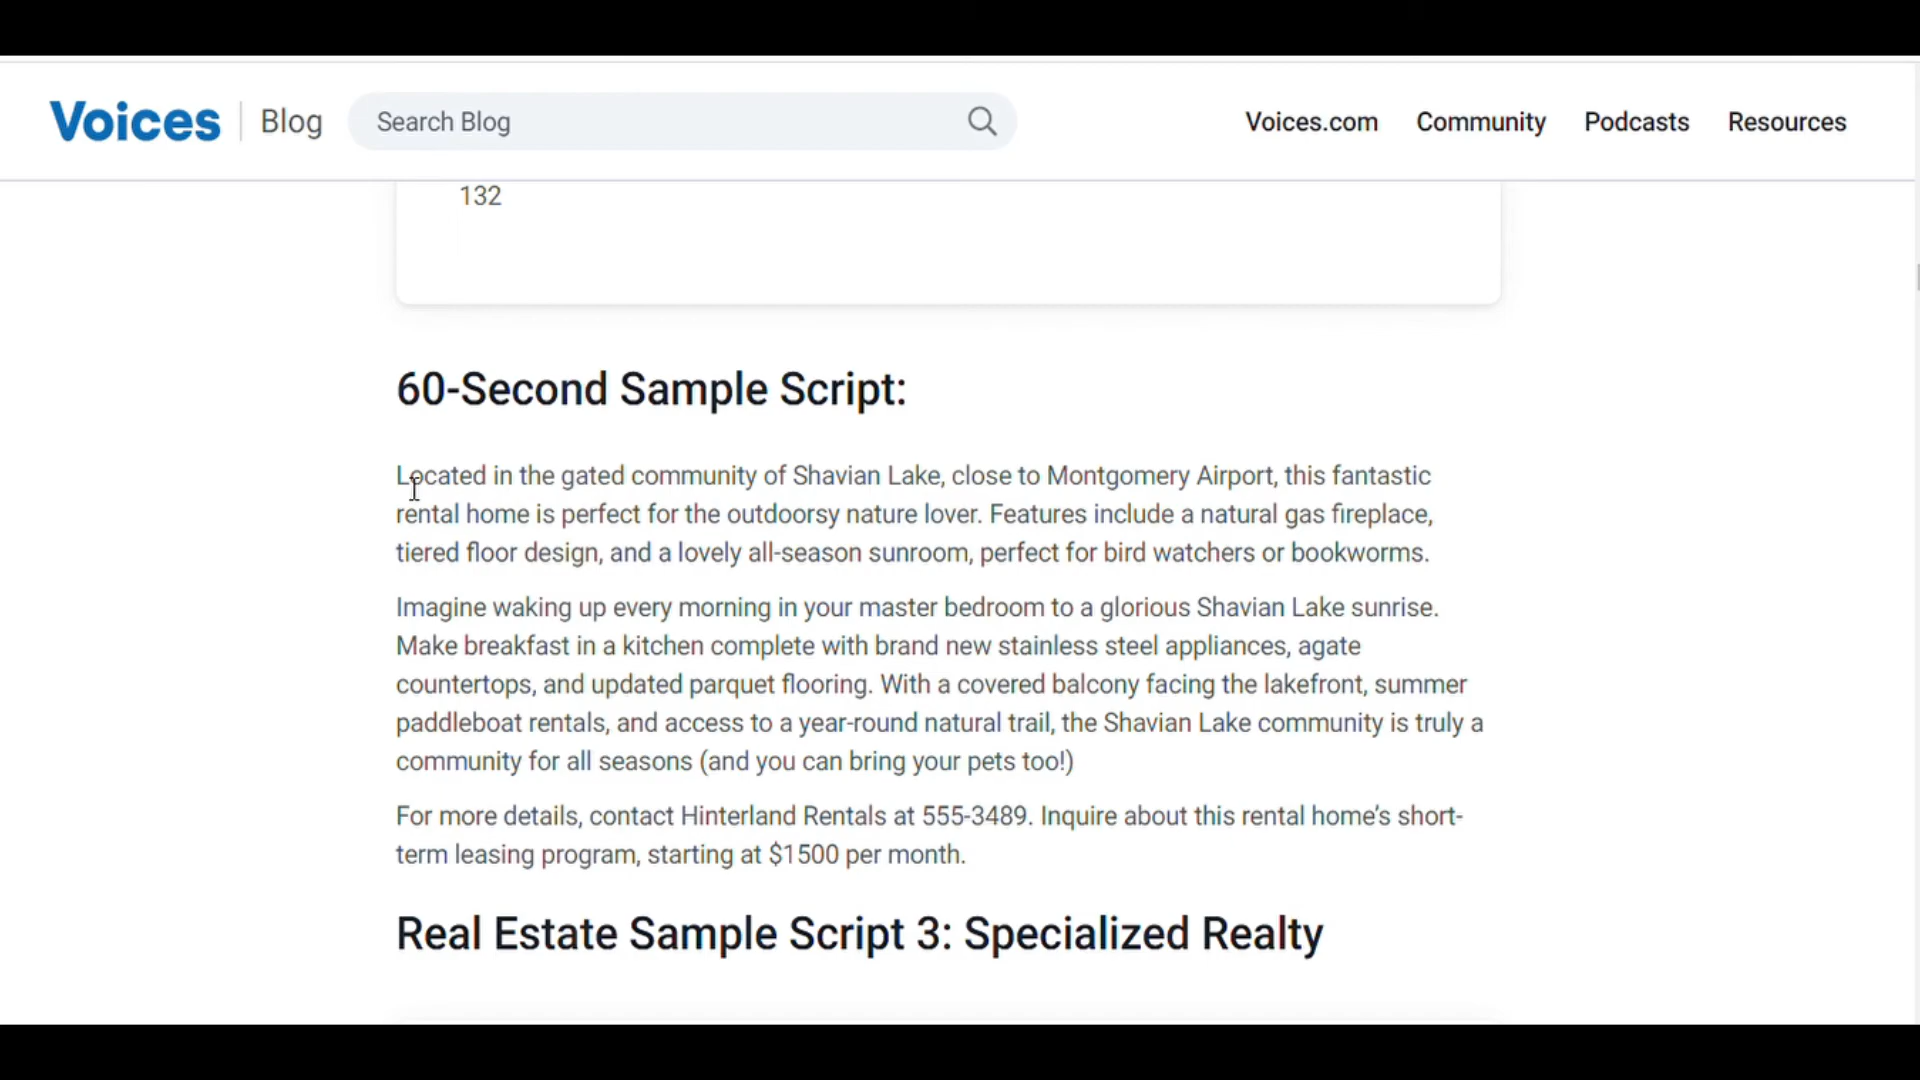 Voices Blog Search Blog Voices.com Community Podcasts Resources
132
60-Second Sample Script:
Located in the gated community of Shavian Lake, close to Montgomery Airport, this fantastic
rental home is perfect for the outdoorsy nature lover. Features include a natural gas fireplace,
tiered floor design, and a lovely all-season sunroom, perfect for bird watchers or bookworms.
Imagine waking up every morning in your master bedroom to a glorious Shavian Lake sunrise.
Make breakfast in a kitchen complete with brand new stainless steel appliances, agate
countertops, and updated parquet flooring. With a covered balcony facing the lakefront, summer
paddleboat rentals, and access to a year-round natural trail, the Shavian Lake community is truly a
community for all seasons (and you can bring your pets too!)
For more details, contact Hinterland Rentals at 555-3489. Inquire about this rental home’s short-
term leasing program, starting at $1500 per month.
Real Estate Sample Script 3: Specialized Realty